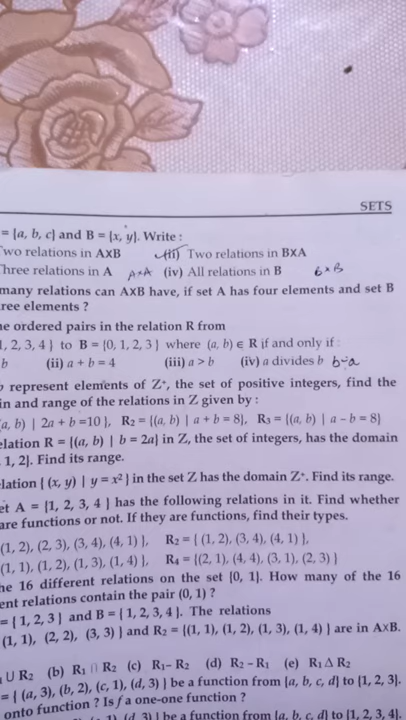 SETS
= {a, b, c} and B = {x, y}. Write :
Two relations in A×B (ii) Two relations in B×A
Three relations in A A×A (iv) All relations in B B×B
many relations can A×B have, if set A has four elements and set B
ree elements ?
he ordered pairs in the relation R from
1, 2, 3, 4 } to B = {0, 1, 2, 3 } where (a, b) ∈ R if and only if :
b (ii) a + b = 4 (iii) a > b (iv) a divides b b÷a
represent elements of Z⁺, the set of positive integers, find the
in and range of the relations in Z given by :
(a, b) | 2a + b =10 }, R₂ = {(a, b) | a + b = 8}, R₃ = {(a, b) | a – b = 8}
elation R = {(a, b) | b = 2a} in Z, the set of integers, has the domain
1, 2}. Find its range.
elation { (x, y) | y = x² } in the set Z has the domain Z⁺. Find its range.
et A = {1, 2, 3, 4 } has the following relations in it. Find whether
are functions or not. If they are functions, find their types.
(1, 2), (2, 3), (3, 4), (4, 1) }, R₂ = { (1, 2), (3, 4), (4, 1) },
(1, 1), (1, 2), (1, 3), (1, 4) }, R₄ = {(2, 1), (4, 4), (3, 1), (2, 3) }
he 16 different relations on the set {0, 1}. How many of the 16
ent relations contain the pair (0, 1) ?
= { 1, 2, 3 } and B = { 1, 2, 3, 4 }. The relations
(1, 1), (2, 2), (3, 3) } and R₂ = {(1, 1), (1, 2), (1, 3), (1, 4) } are in A×B.
∪ R₂ (b) R₁ ∩ R₂ (c) R₁ – R₂ (d) R₂ – R₁ (e) R₁ Δ R₂
= { (a, 3), (b, 2), (c, 1), (d, 3) } be a function from {a, b, c, d} to {1, 2, 3}.
onto function ? Is f a one-one function ?
(d, 3) } be a function from {a, b, c, d} to {1, 2, 3, 4}.